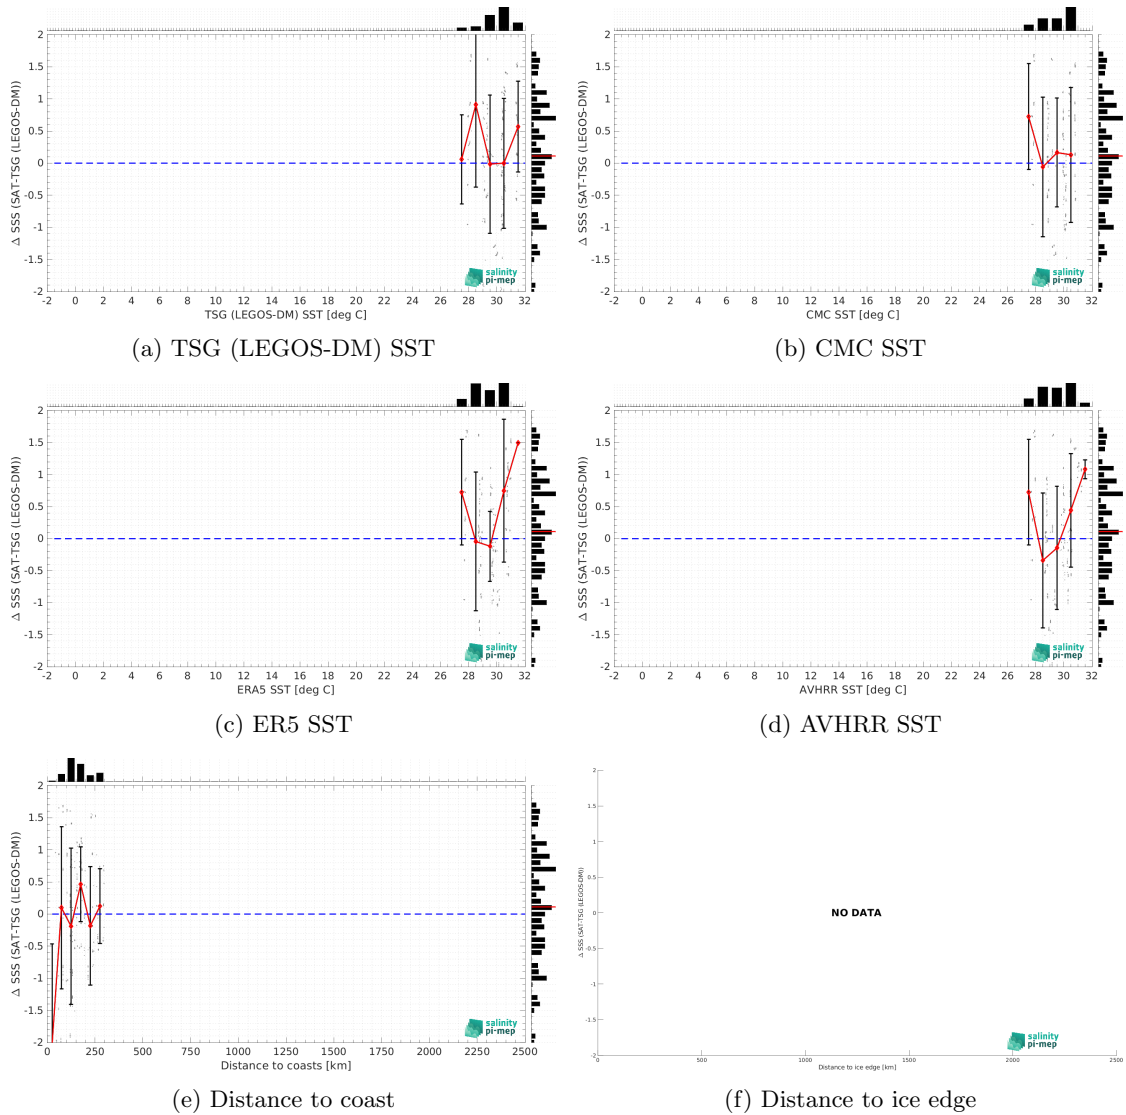 2
1.5
1
0.5
0
-0.5
-1
-1.5
-2
Δ SSS (SAT-TSG (LEGOS-DM))
salinity
pi-mep
-2 0 2 4 6 8 10 12 14 16 18 20 22 24 26 28 30 32
TSG (LEGOS-DM) SST [deg C]
(a) TSG (LEGOS-DM) SST
2
1.5
1
0.5
0
-0.5
-1
-1.5
-2
Δ SSS (SAT-TSG (LEGOS-DM))
salinity
pi-mep
-2 0 2 4 6 8 10 12 14 16 18 20 22 24 26 28 30 32
CMC SST [deg C]
(b) CMC SST
2
1.5
1
0.5
0
-0.5
-1
-1.5
-2
Δ SSS (SAT-TSG (LEGOS-DM))
salinity
pi-mep
-2 0 2 4 6 8 10 12 14 16 18 20 22 24 26 28 30 32
ERA5 SST [deg C]
(c) ER5 SST
2
1.5
1
0.5
0
-0.5
-1
-1.5
-2
Δ SSS (SAT-TSG (LEGOS-DM))
salinity
pi-mep
-2 0 2 4 6 8 10 12 14 16 18 20 22 24 26 28 30 32
AVHRR SST [deg C]
(d) AVHRR SST
2
1.5
1
0.5
0
-0.5
-1
-1.5
-2
Δ SSS (SAT-TSG (LEGOS-DM))
salinity
pi-mep
0 250 500 750 1000 1250 1500 1750 2000 2250 2500
Distance to coasts [km]
(e) Distance to coast
2
1.5
1
0.5
0
-0.5
-1
-1.5
-2
Δ SSS (SAT-TSG (LEGOS-DM))
NO DATA
salinity
pi-mep
0 500 1000 1500 2000 2500
Distance to ice edge [km]
(f) Distance to ice edge